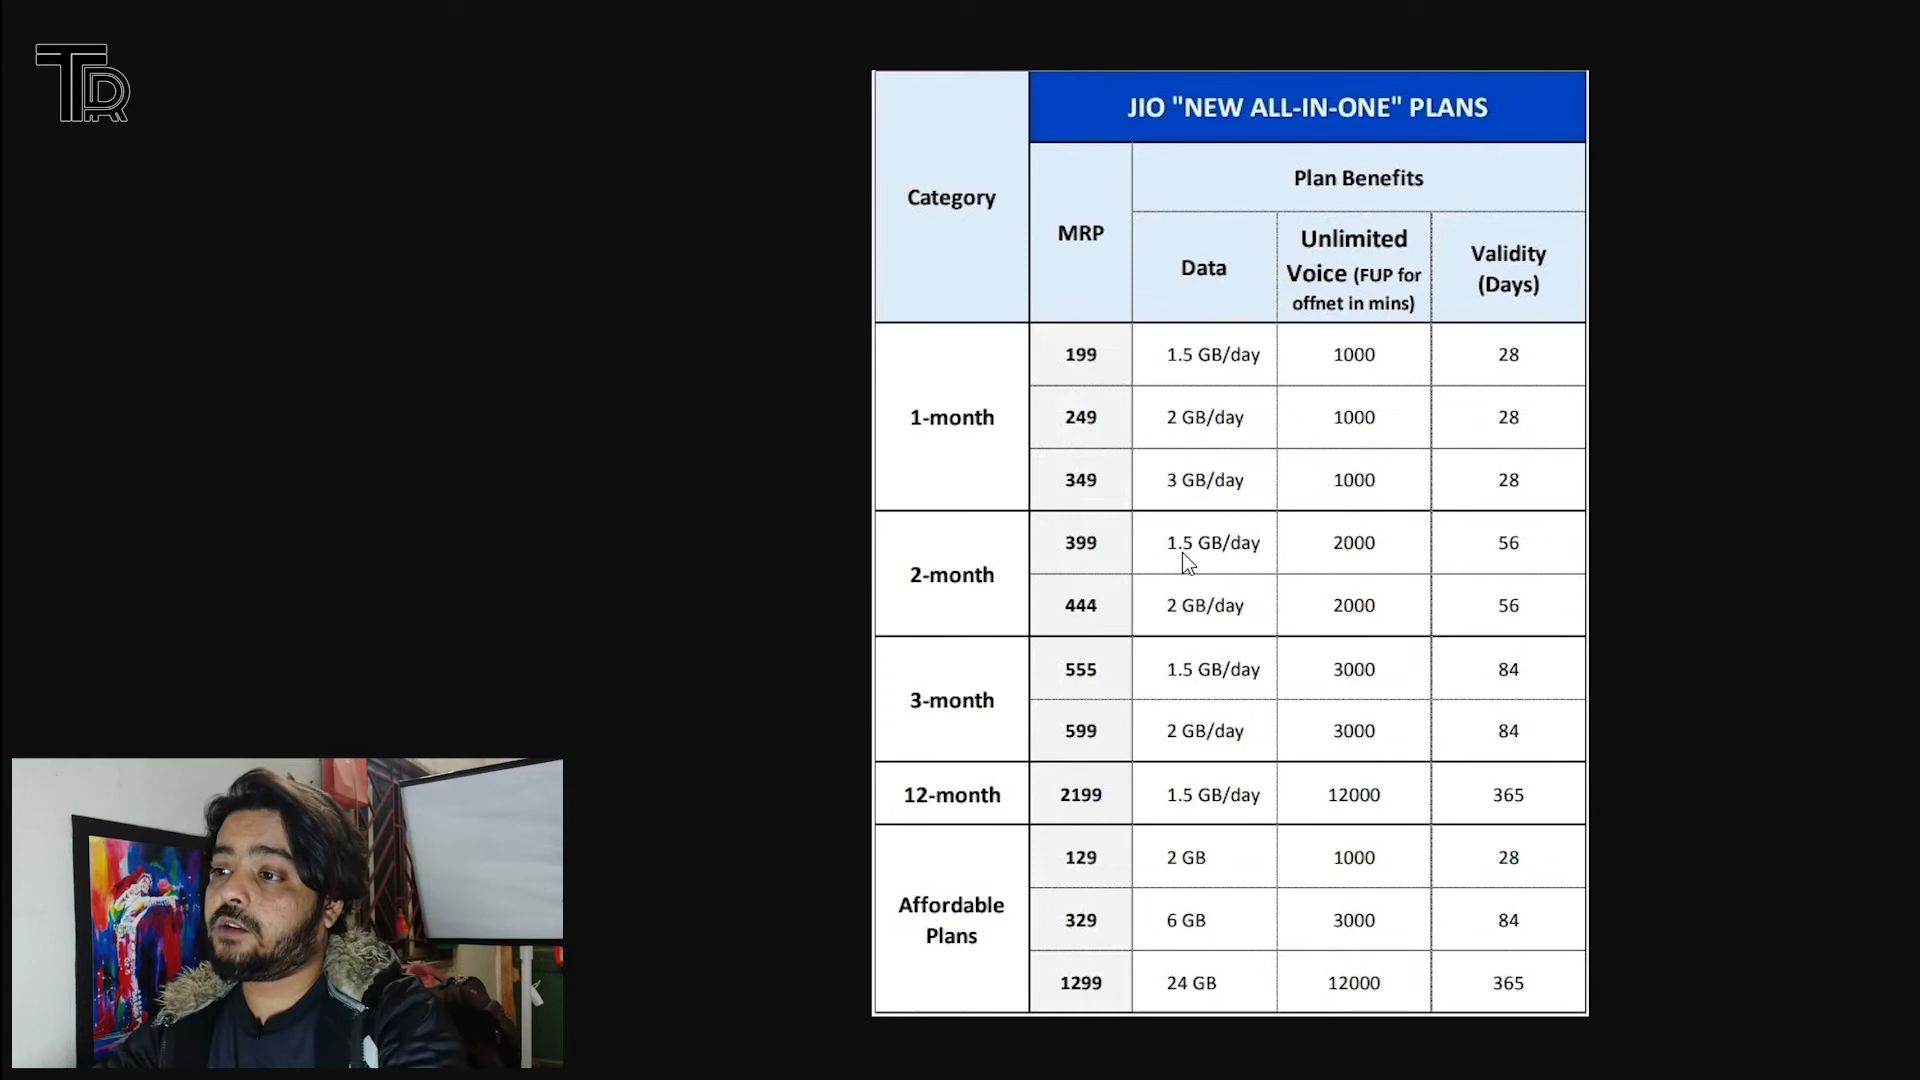 TDR
JIO "NEW ALL-IN-ONE" PLANS
Category
MRP
Plan Benefits
Data
Unlimited
Voice (FUP for
offnet in mins)
Validity
(Days)
1-month
199 1.5 GB/day 1000 28
249 2 GB/day 1000 28
349 3 GB/day 1000 28
2-month
399 1.5 GB/day 2000 56
444 2 GB/day 2000 56
3-month
555 1.5 GB/day 3000 84
599 2 GB/day 3000 84
12-month 2199 1.5 GB/day 12000 365
Affordable
Plans
129 2 GB 1000 28
329 6 GB 3000 84
1299 24 GB 12000 365